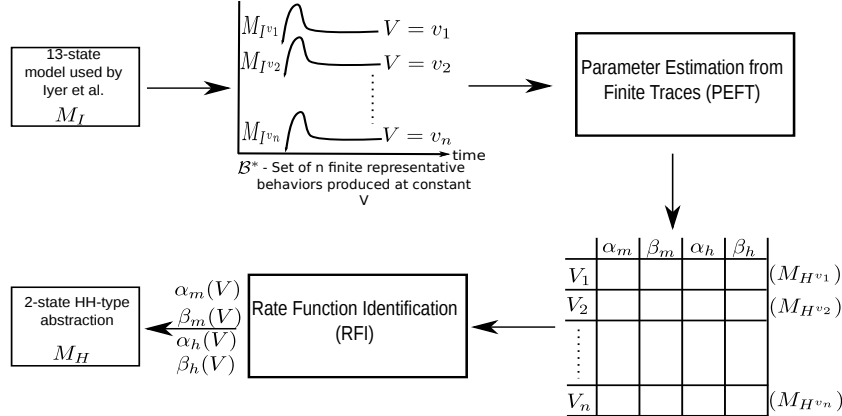 13-state
model used by
Iyer et al.
M_I
M_{I^{v_1}} V = v_1
M_{I^{v_2}} V = v_2
M_{I^{v_n}} V = v_n
time
𝓑* - Set of n finite representative
behaviors produced at constant
V
Parameter Estimation from
Finite Traces (PEFT)
α_m β_m α_h β_h
V_1 (M_{H^{v_1}})
V_2 (M_{H^{v_2}})
V_n (M_{H^{v_n}})
Rate Function Identification
(RFI)
α_m(V)
β_m(V)
α_h(V)
β_h(V)
2-state HH-type
abstraction
M_H